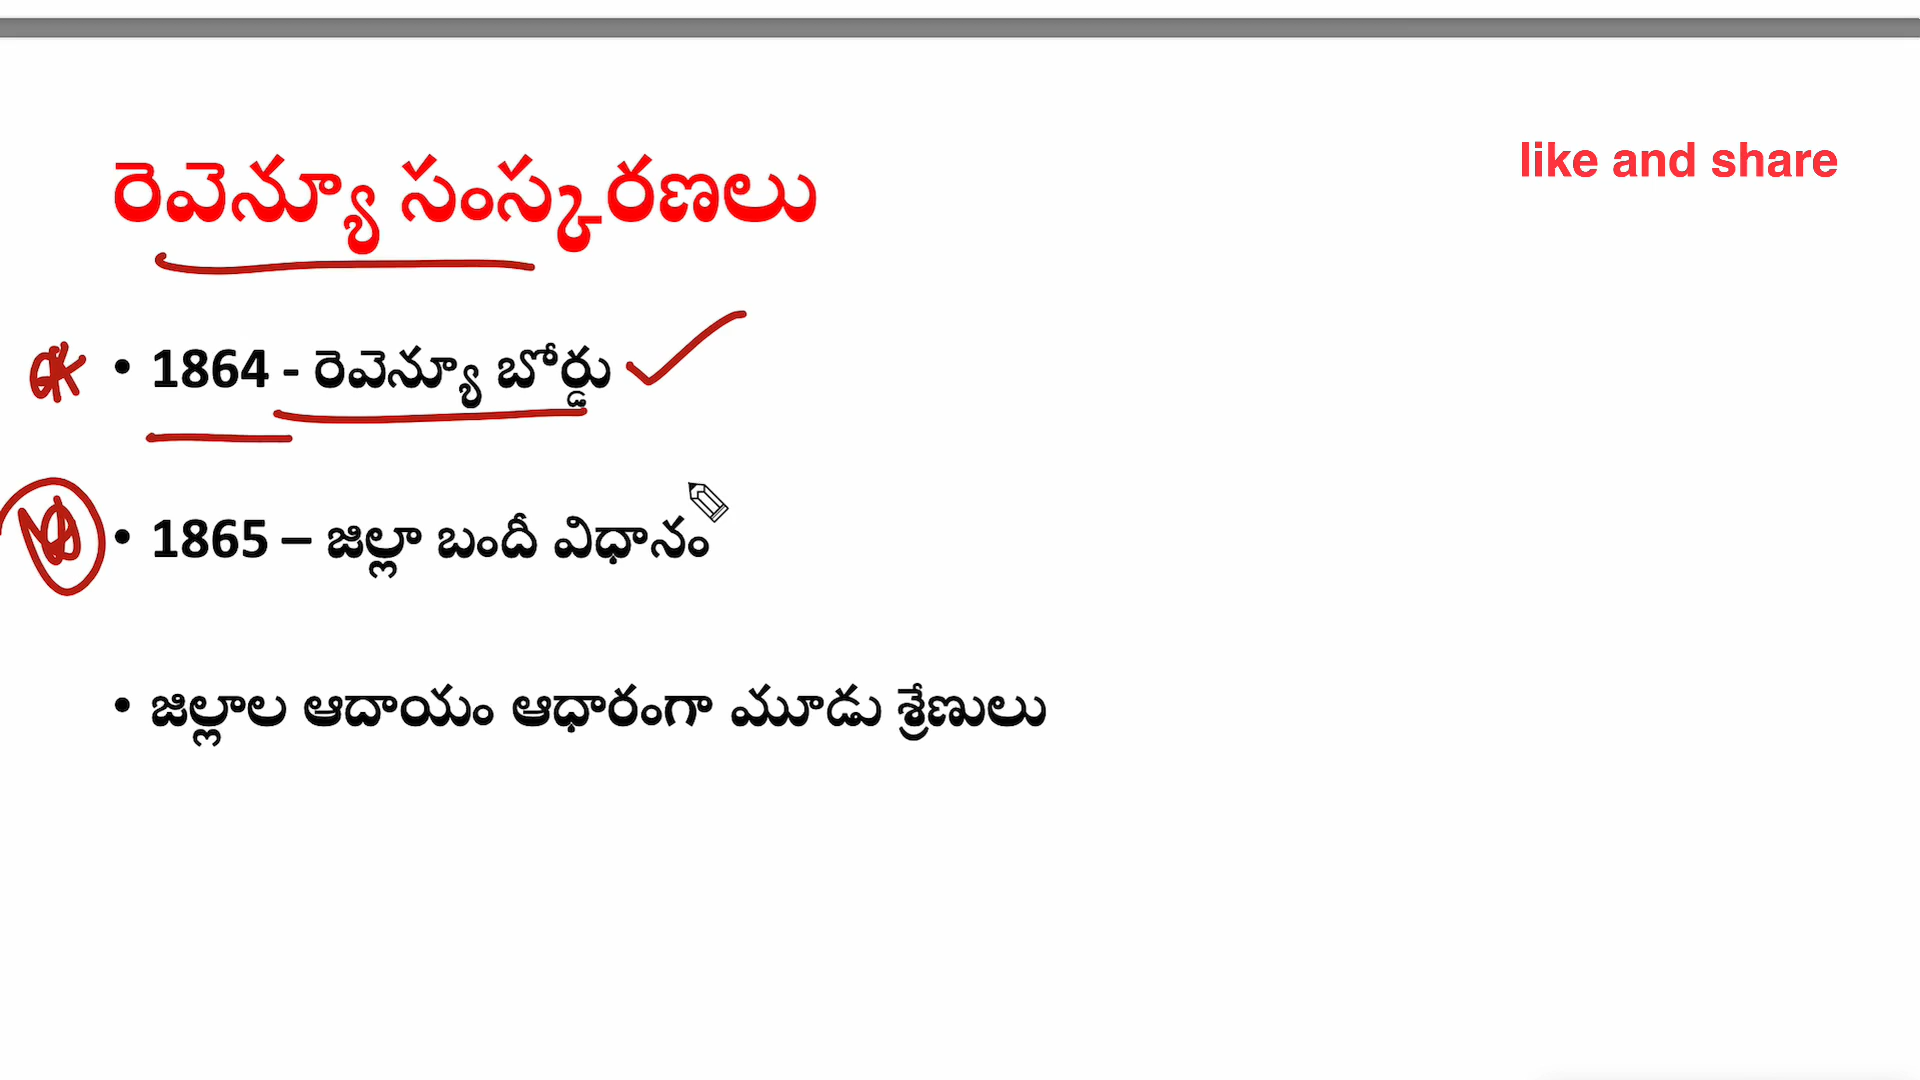 రెవెన్యూ సంస్కరణలు
like and share
• 1864 - రెవెన్యూ బోర్డు
• 1865 – జిల్లా బందీ విధానం
• జిల్లాల ఆదాయం ఆధారంగా మూడు శ్రేణులు